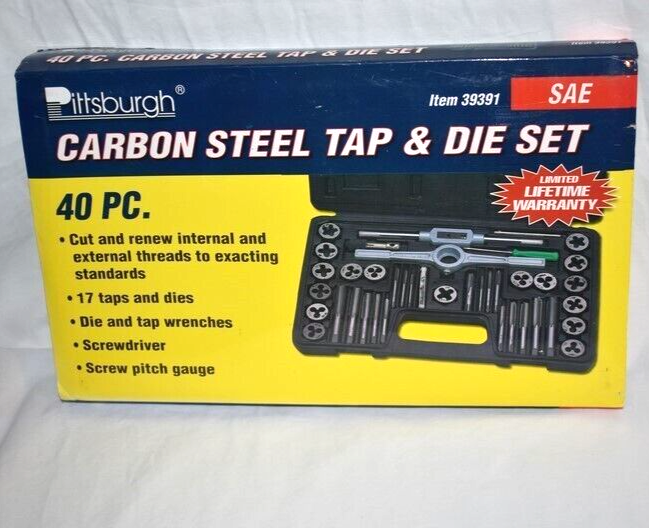 40 PC. CARBON STEEL TAP & DIE SET
Pittsburgh®
Item 39391
SAE
CARBON STEEL TAP & DIE SET
LIMITED
LIFETIME
WARRANTY
40 PC.
• Cut and renew internal and
external threads to exacting
standards
• 17 taps and dies
• Die and tap wrenches
• Screwdriver
• Screw pitch gauge